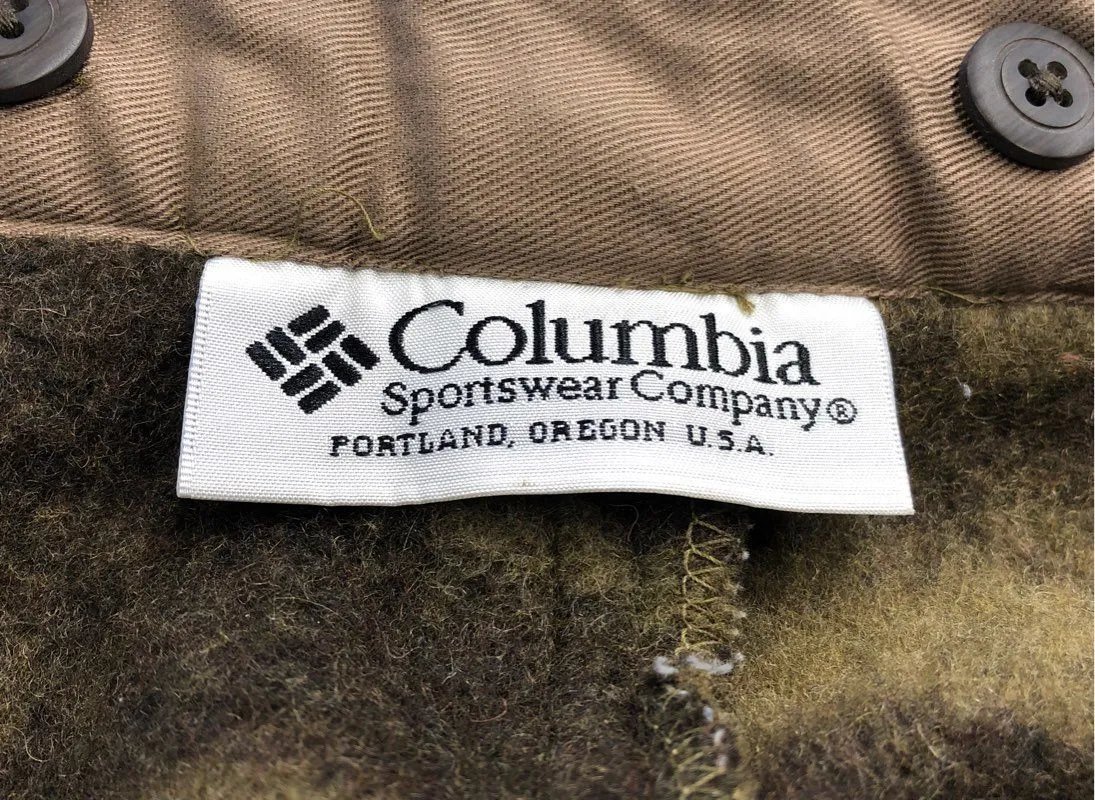 Columbia
Sportswear Company®
PORTLAND, OREGON U.S.A.